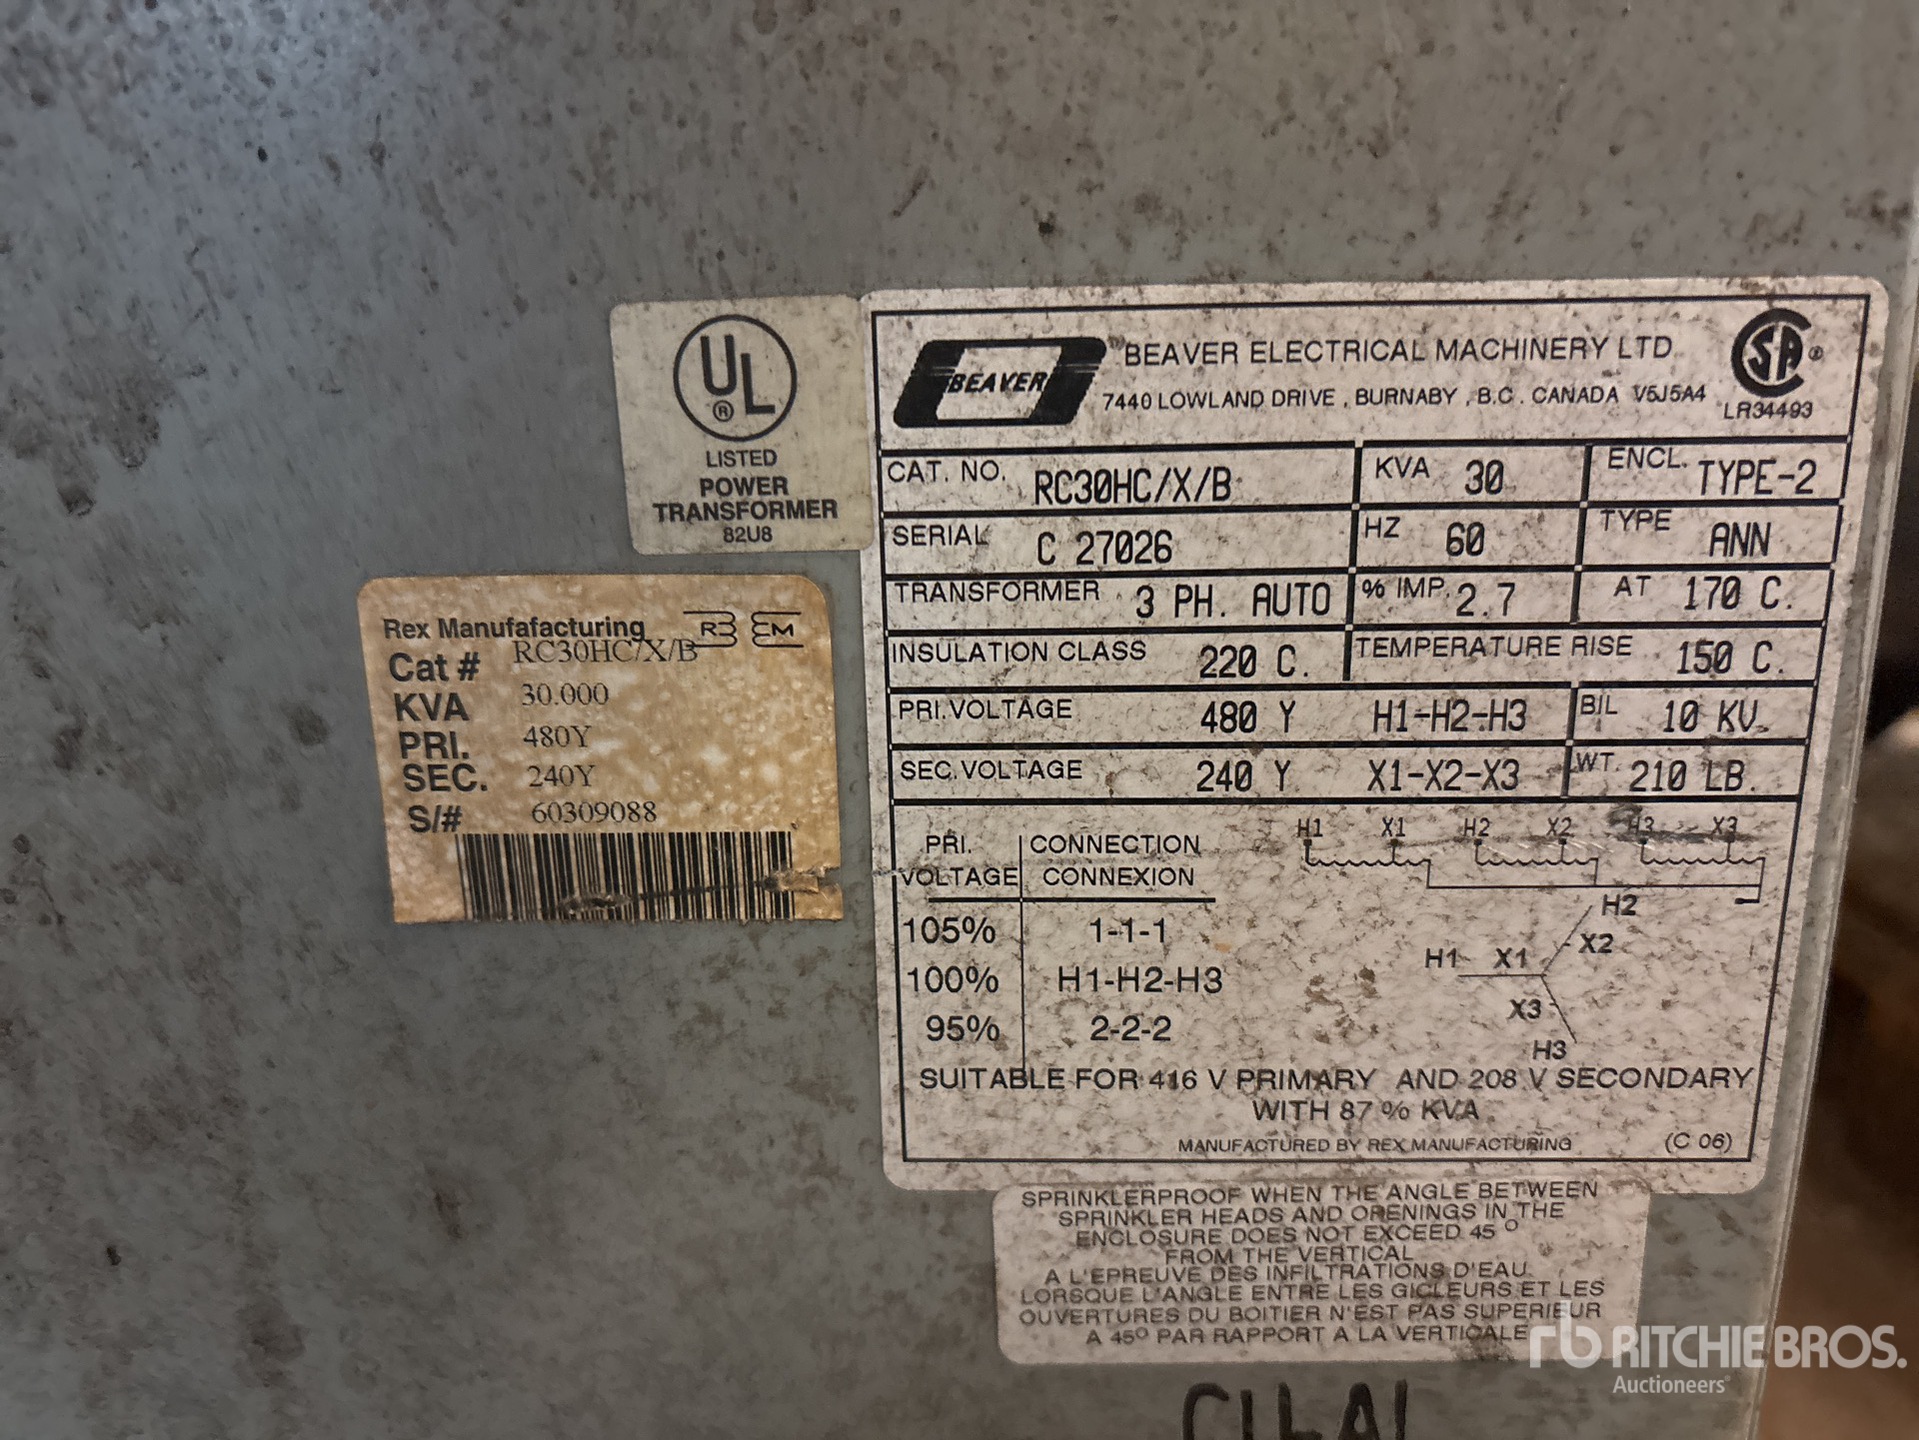 UL
®
LISTED
POWER
TRANSFORMER
82U8
Rex Manufafacturing R EM
Cat # RC30HC/X/B
KVA 30.000
PRI. 480Y
SEC. 240Y
S/# 60309088
BEAVER
BEAVER ELECTRICAL MACHINERY LTD
7440 LOWLAND DRIVE , BURNABY , B.C . CANADA V5J5A4
SA ®
LR34493
CAT. NO. RC30HC/X/B KVA 30 ENCL. TYPE-2
SERIAL C 27026 HZ 60 TYPE ANN
TRANSFORMER 3 PH. AUTO % IMP. 2.7 AT 170 C.
INSULATION CLASS 220 C. TEMPERATURE RISE 150 C.
PRI.VOLTAGE 480 Y H1-H2-H3 BIL 10 KV.
SEC.VOLTAGE 240 Y X1-X2-X3 WT. 210 LB.
PRI. VOLTAGE CONNECTION CONNEXION
105% 1-1-1
100% H1-H2-H3
95% 2-2-2
H1 X1 H2 X2 H3 X3
H2
X2
H1 X1
X3
H3
SUITABLE FOR 416 V PRIMARY AND 208 V SECONDARY
WITH 87 % KVA
MANUFACTURED BY REX MANUFACTURING (C 06)
SPRINKLERPROOF WHEN THE ANGLE BETWEEN
SPRINKLER HEADS AND OPENINGS IN THE
ENCLOSURE DOES NOT EXCEED 45 °
FROM THE VERTICAL
A L'EPREUVE DES INFILTRATIONS D'EAU
LORSQUE L'ANGLE ENTRE LES GICLEURS ET LES
OUVERTURES DU BOITIER N'EST PAS SUPERIEUR
A 45° PAR RAPPORT A LA VERTICALE
rb RITCHIE BROS.
Auctioneers